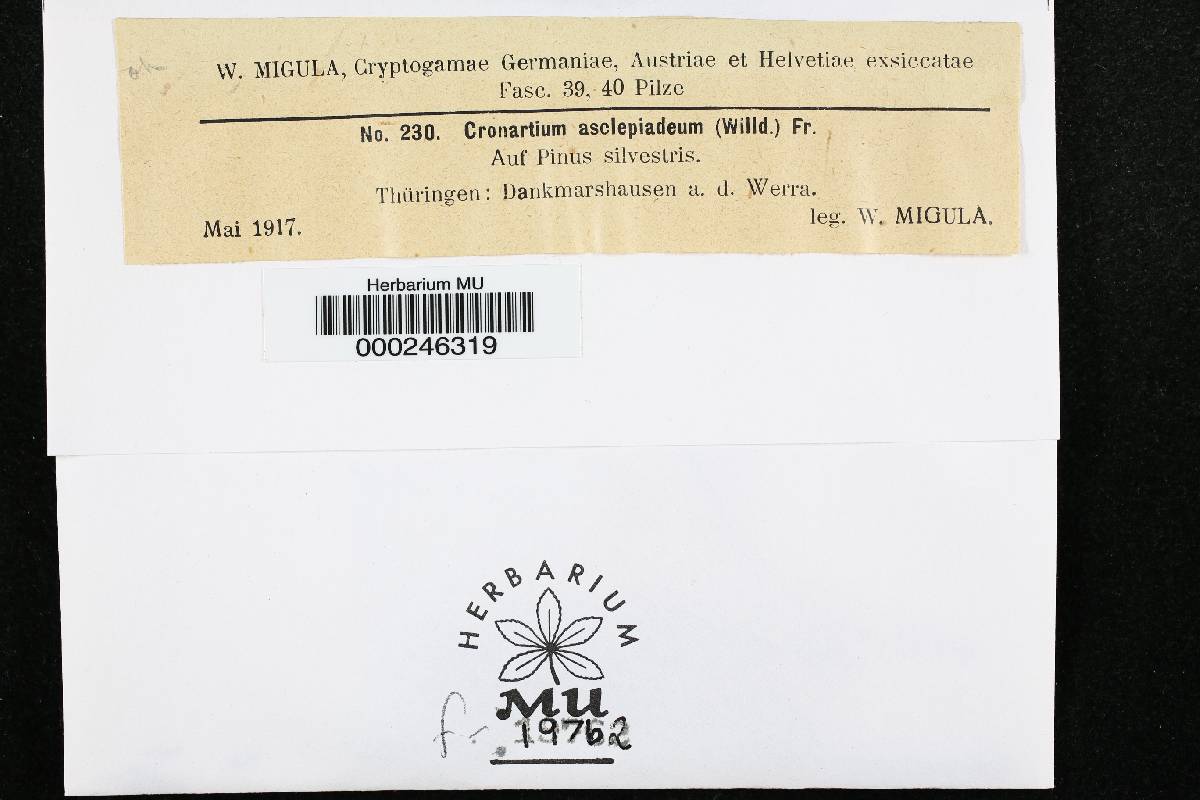 ok
W. MIGULA, Cryptogamae Germaniae, Austriae et Helvetiae exsiccatae
Fasc. 39, 40 Pilze
No. 230. Cronartium asclepiadeum (Willd.) Fr.
Auf Pinus silvestris.
Thüringen: Dankmarshausen a. d. Werra.
Mai 1917. leg. W. MIGULA.
Herbarium MU
000246319
HERBARIUM
MU
f. 19762